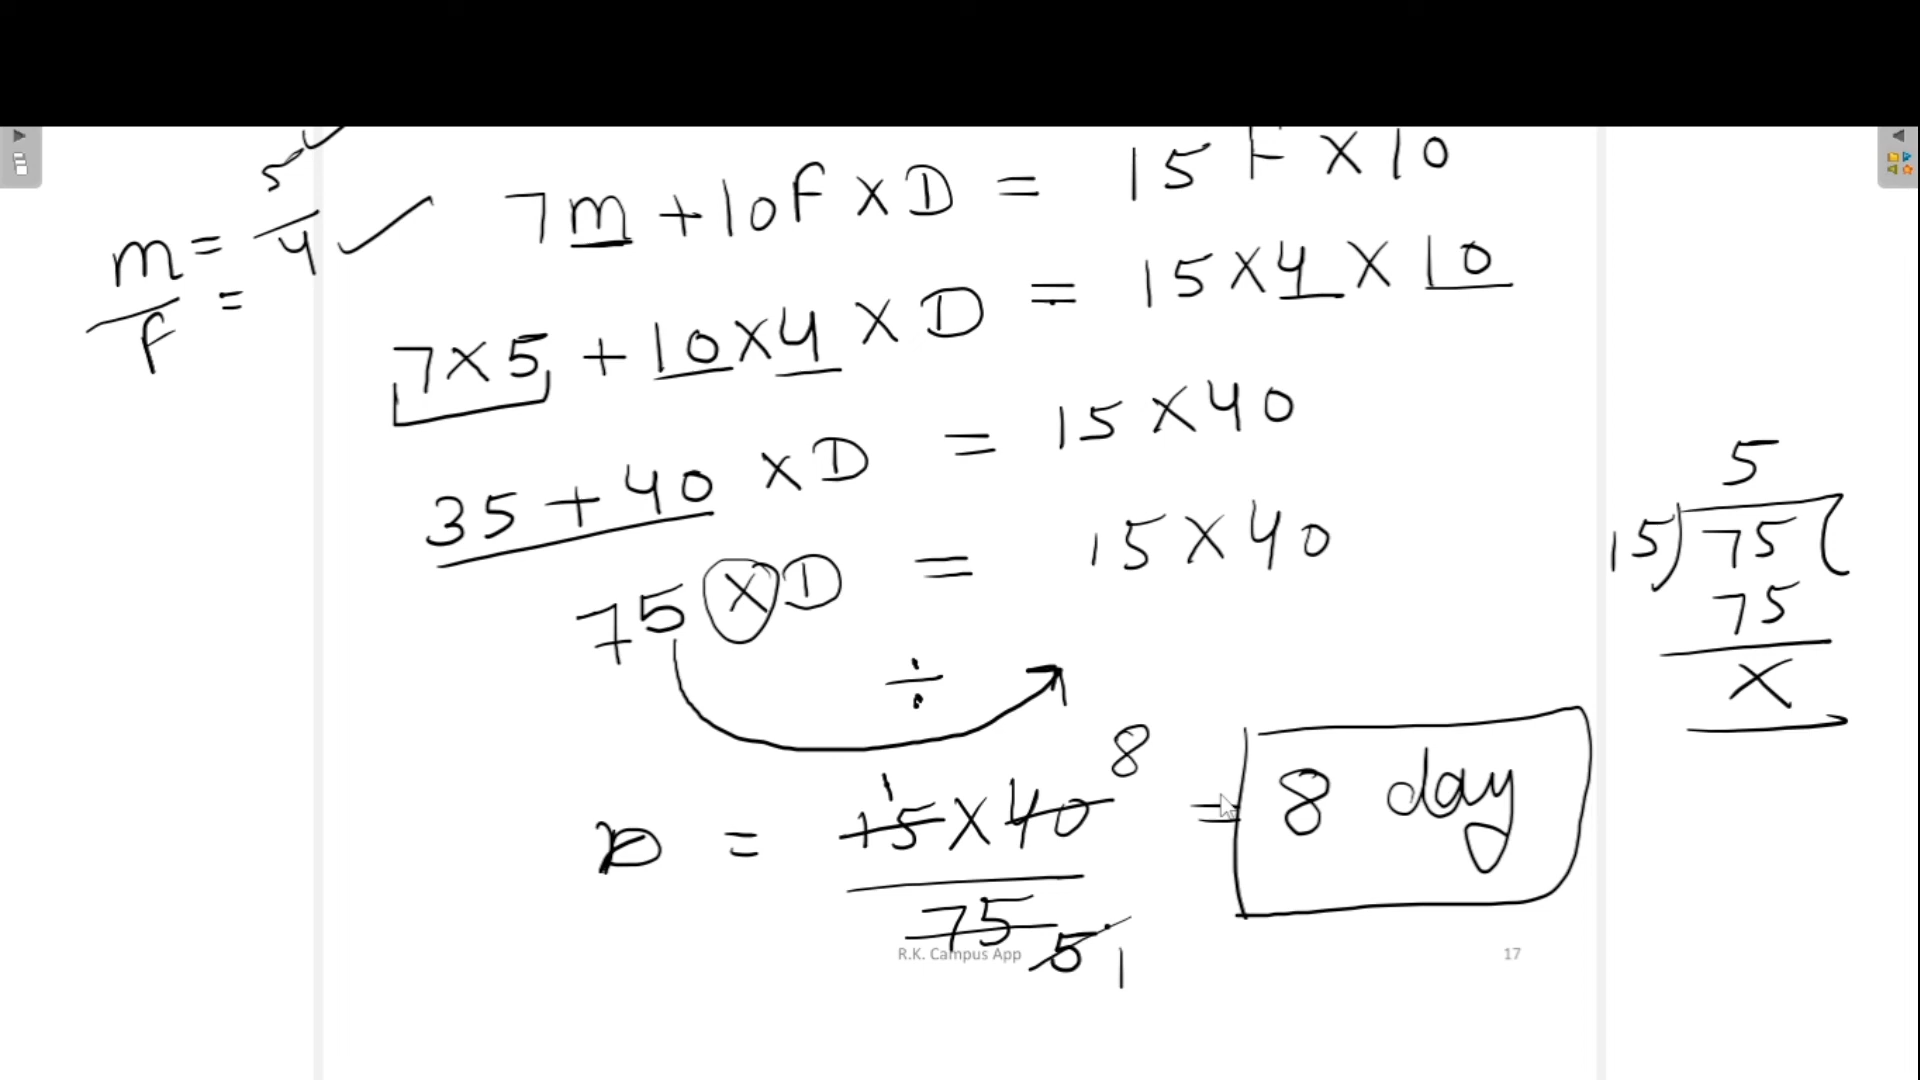 5
m = 4
F =
7m + 10F × D = 15 F × 10
7 × 5 + 10 × 4 × D = 15 × 4 × 10
35 + 40 × D = 15 × 40
75 × D = 15 × 40
÷
D = 15 × 40 8 = 8 day
1
75 5 1
5
15) 75 (
75
×
R.K. Campus App
17